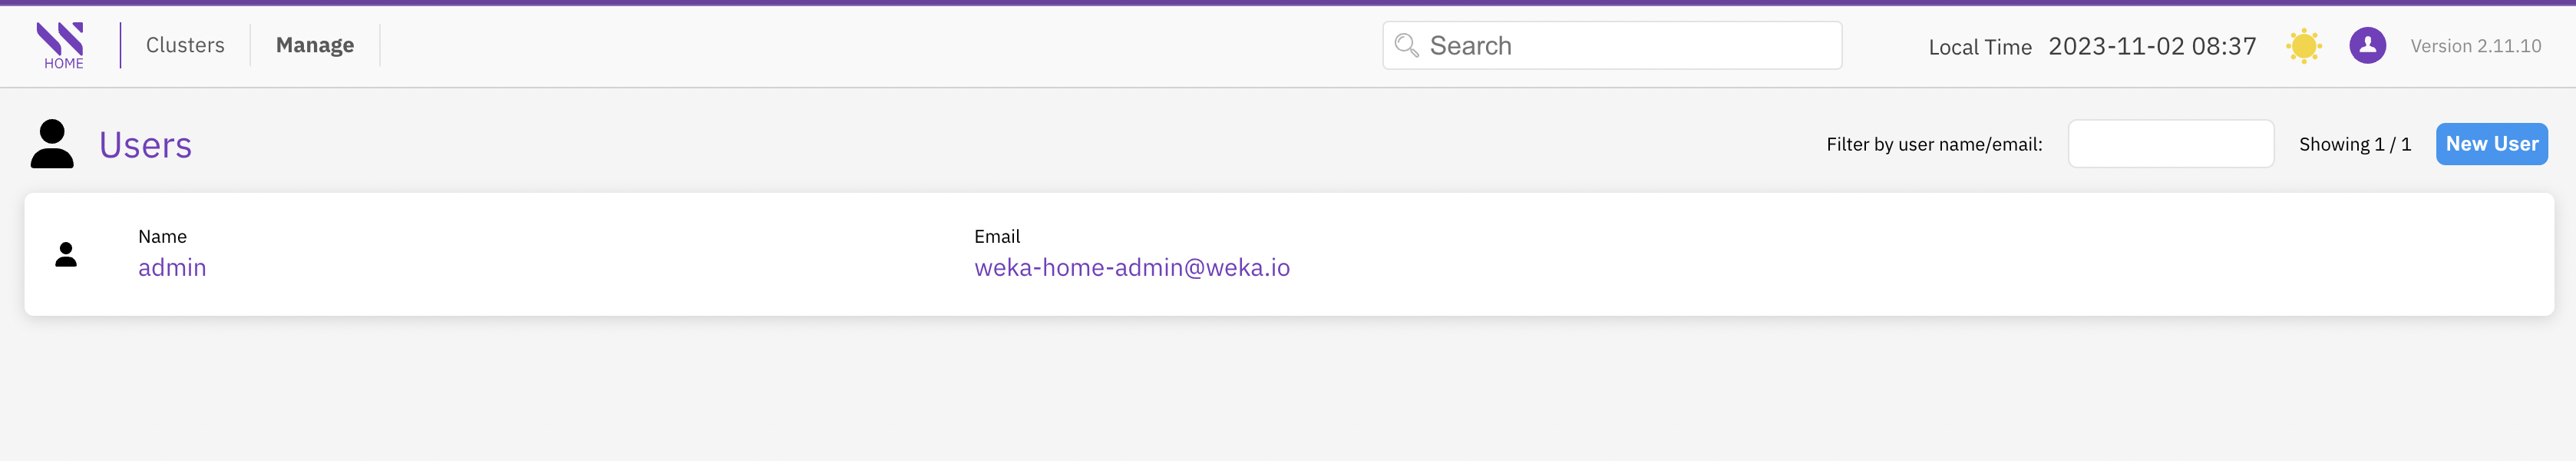 HOME
Clusters
Manage
Search
Local Time 2023-11-02 08:37
Version 2.11.10
Users
Filter by user name/email:
Showing 1 / 1
New User
Name
admin
Email
weka-home-admin@weka.io